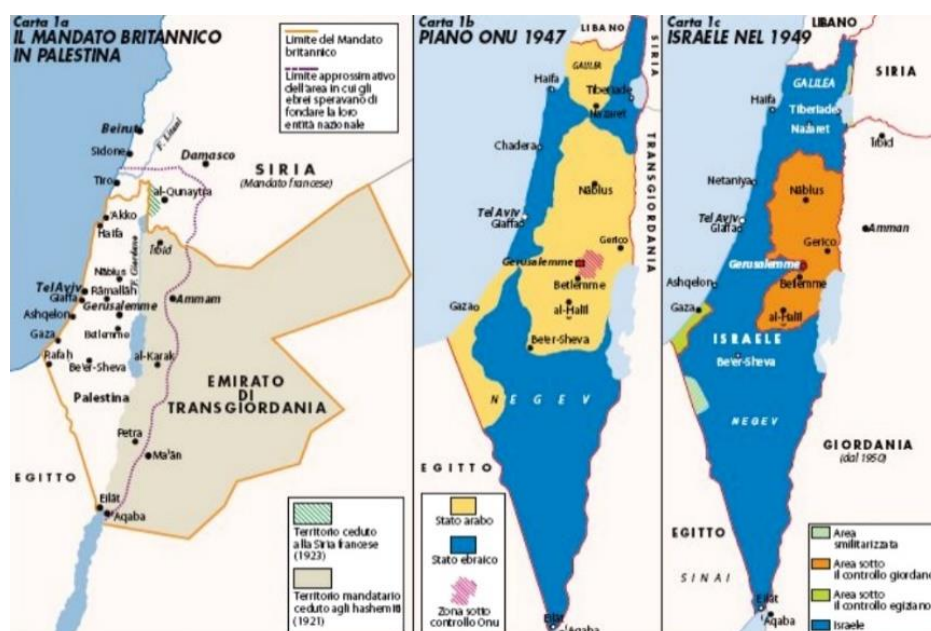 Carta 1a
IL MANDATO BRITANNICO
IN PALESTINA
Limite del Mandato
britannico
Limite approssimativo
dell'area in cui gli
ebrei speravano di
fondare la loro
entità nazionale
Beirut
Sidone
F. Litani
Damasco
SIRIA
(Mandato francese)
Tiro
al-Qunaytra
'Akko
Haifa
Irbid
F. Giordano
Nablus
Tel Aviv
Giaffa
Ramallah
Gerusalemme
Ammam
Ashqelon
Gaza
Betlemme
Rafah
Be'er-Sheva
al-Karak
EMIRATO
DI
TRANSGIORDANIA
Palestina
Petra
Ma'ān
EGITTO
Eilat
'Aqaba
Territorio ceduto
alla Siria francese
(1923)
Territorio mandatario
ceduto agli hashemiti
(1921)
Carta 1b
PIANO ONU 1947
LIBANO
SIRIA
GALILEA
Haifa
Tiberiade
Nazaret
Chadera
TRANSGIORDANIA
Nablus
Tel Aviv
Giaffa
Gerico
Gerusalemme
Betlemme
Gaza
al-Halil
Be'er-Sheva
NEGEV
EGITTO
Stato arabo
Stato ebraico
Zona sotto
controllo Onu
Eilat
'Aqaba
Carta 1c
ISRAELE NEL 1949
LIBANO
GALILEA
SIRIA
Haifa
Tiberiade
Nazaret
Irbid
Netaniya
Nablus
Tel Aviv
Giaffa
Amman
Gerico
Gerusalemme
Ashqelon
Betlemme
Gaza
al-Halil
ISRAELE
Be'er-Sheva
NEGEV
GIORDANIA
(dal 1950)
EGITTO
SINAI
Area
smilitarizzata
Area sotto
il controllo giordano
Area sotto
il controllo egiziano
Israele
Eilat
'Aqaba